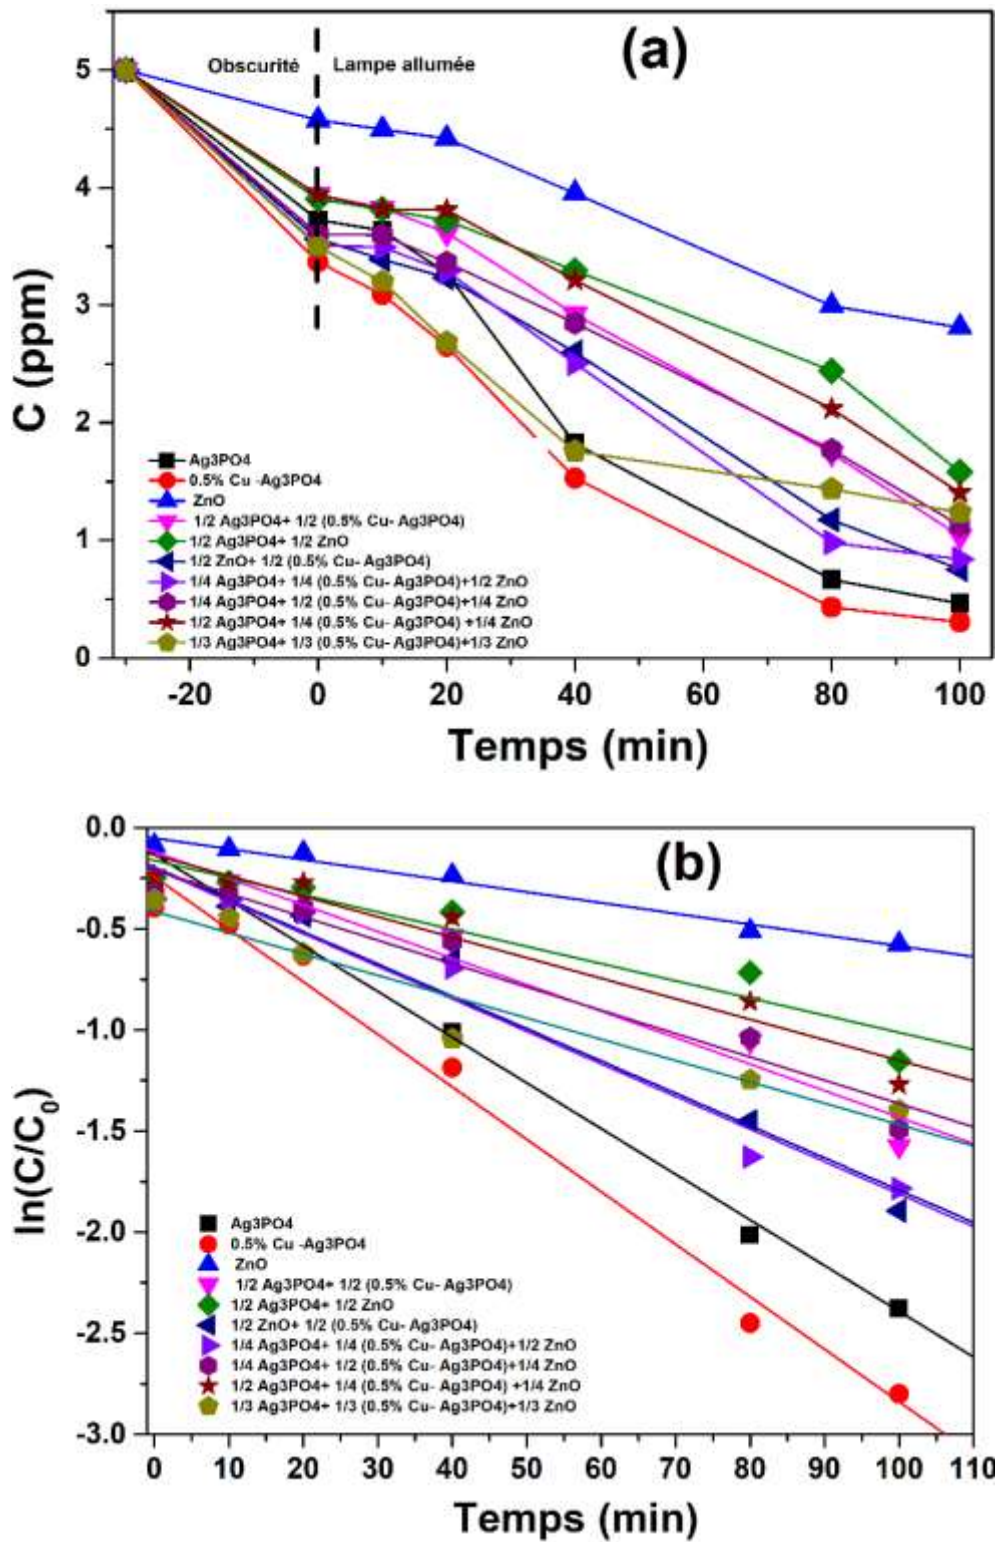 (a)
Obscurité Lampe allumée
5
4
3
2
1
0
C (ppm)
Ag3PO4
0.5% Cu -Ag3PO4
ZnO
1/2 Ag3PO4+ 1/2 (0.5% Cu- Ag3PO4)
1/2 Ag3PO4+ 1/2 ZnO
1/2 ZnO+ 1/2 (0.5% Cu- Ag3PO4)
1/4 Ag3PO4+ 1/4 (0.5% Cu- Ag3PO4)+1/2 ZnO
1/4 Ag3PO4+ 1/2 (0.5% Cu- Ag3PO4)+1/4 ZnO
1/2 Ag3PO4+ 1/4 (0.5% Cu- Ag3PO4) +1/4 ZnO
1/3 Ag3PO4+ 1/3 (0.5% Cu- Ag3PO4)+1/3 ZnO
-20 0 20 40 60 80 100
Temps (min)
(b)
0.0
-0.5
-1.0
-1.5
-2.0
-2.5
-3.0
ln(C/C₀)
Ag3PO4
0.5% Cu -Ag3PO4
ZnO
1/2 Ag3PO4+ 1/2 (0.5% Cu- Ag3PO4)
1/2 Ag3PO4+ 1/2 ZnO
1/2 ZnO+ 1/2 (0.5% Cu- Ag3PO4)
1/4 Ag3PO4+ 1/4 (0.5% Cu- Ag3PO4)+1/2 ZnO
1/4 Ag3PO4+ 1/2 (0.5% Cu- Ag3PO4)+1/4 ZnO
1/2 Ag3PO4+ 1/4 (0.5% Cu- Ag3PO4) +1/4 ZnO
1/3 Ag3PO4+ 1/3 (0.5% Cu- Ag3PO4)+1/3 ZnO
0 10 20 30 40 50 60 70 80 90 100 110
Temps (min)